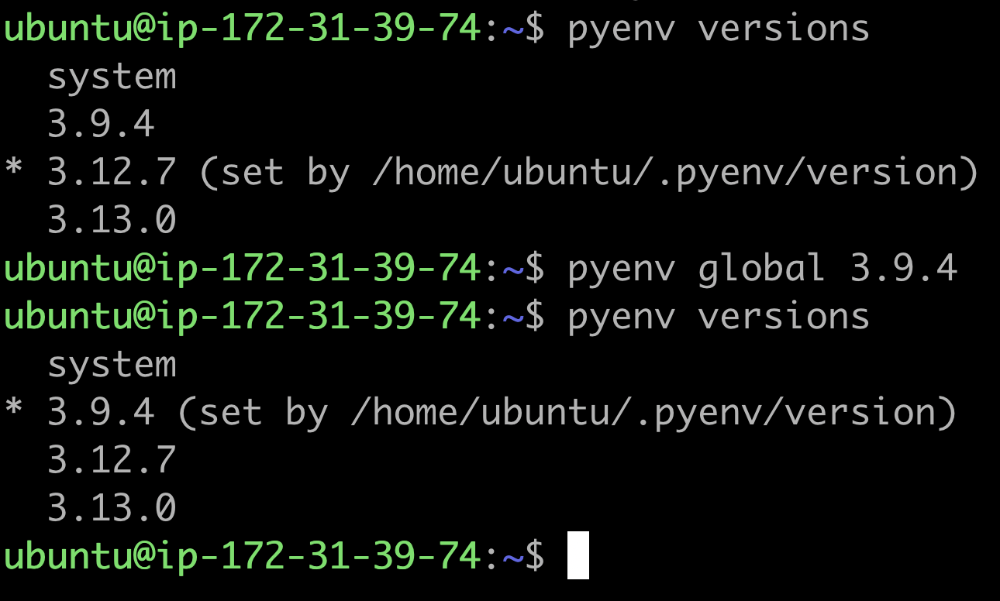 ubuntu@ip-172-31-39-74:~$ pyenv versions
  system
  3.9.4
* 3.12.7 (set by /home/ubuntu/.pyenv/version)
  3.13.0
ubuntu@ip-172-31-39-74:~$ pyenv global 3.9.4
ubuntu@ip-172-31-39-74:~$ pyenv versions
  system
* 3.9.4 (set by /home/ubuntu/.pyenv/version)
  3.12.7
  3.13.0
ubuntu@ip-172-31-39-74:~$